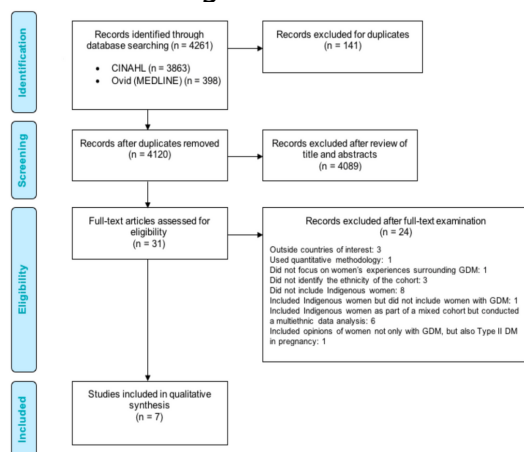 Identification
Records identified through
database searching (n = 4261)
• CINAHL (n = 3863)
• Ovid (MEDLINE) (n = 398)
Records excluded for duplicates
(n = 141)
Screening
Records after duplicates removed
(n = 4120)
Records excluded after review of
title and abstracts
(n = 4089)
Eligibility
Full-text articles assessed for
eligibility
(n = 31)
Records excluded after full-text examination
(n = 24)
Outside countries of interest: 3
Used quantitative methodology: 1
Did not focus on women's experiences surrounding GDM: 1
Did not identify the ethnicity of the cohort: 3
Did not include Indigenous women: 8
Included Indigenous women but did not include women with GDM: 1
Included Indigenous women as part of a mixed cohort but conducted
a multiethnic data analysis: 6
Included opinions of women not only with GDM, but also Type II DM
in pregnancy: 1
Included
Studies included in qualitative
synthesis
(n = 7)